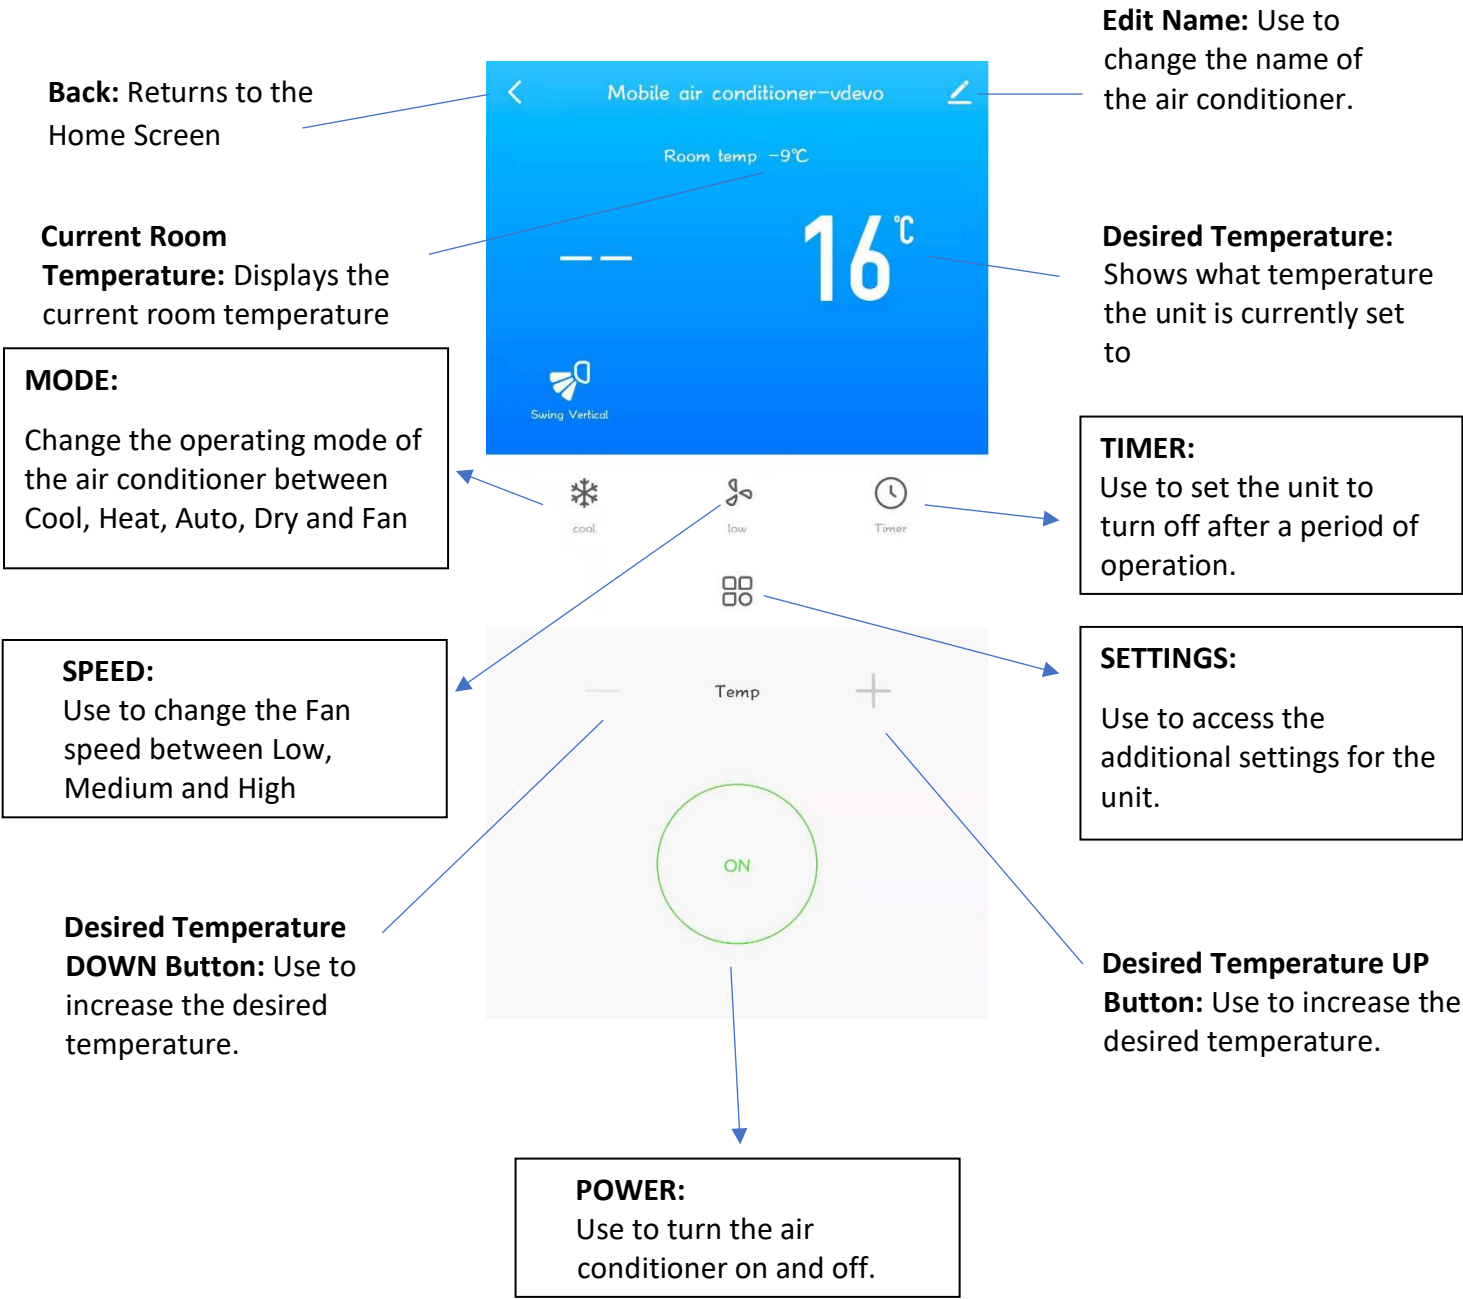 Edit Name: Use to
change the name of
the air conditioner.
Back: Returns to the
Home Screen
Mobile air conditioner-vdevo
Room temp -9℃
Current Room
Temperature: Displays the
current room temperature
-- 16℃
Desired Temperature:
Shows what temperature
the unit is currently set
to
Swing Vertical
MODE:
Change the operating mode of
the air conditioner between
Cool, Heat, Auto, Dry and Fan
cool
low
Timer
TIMER:
Use to set the unit to
turn off after a period of
operation.
SPEED:
Use to change the Fan
speed between Low,
Medium and High
Temp
SETTINGS:
Use to access the
additional settings for the
unit.
ON
Desired Temperature
DOWN Button: Use to
increase the desired
temperature.
Desired Temperature UP
Button: Use to increase the
desired temperature.
POWER:
Use to turn the air
conditioner on and off.